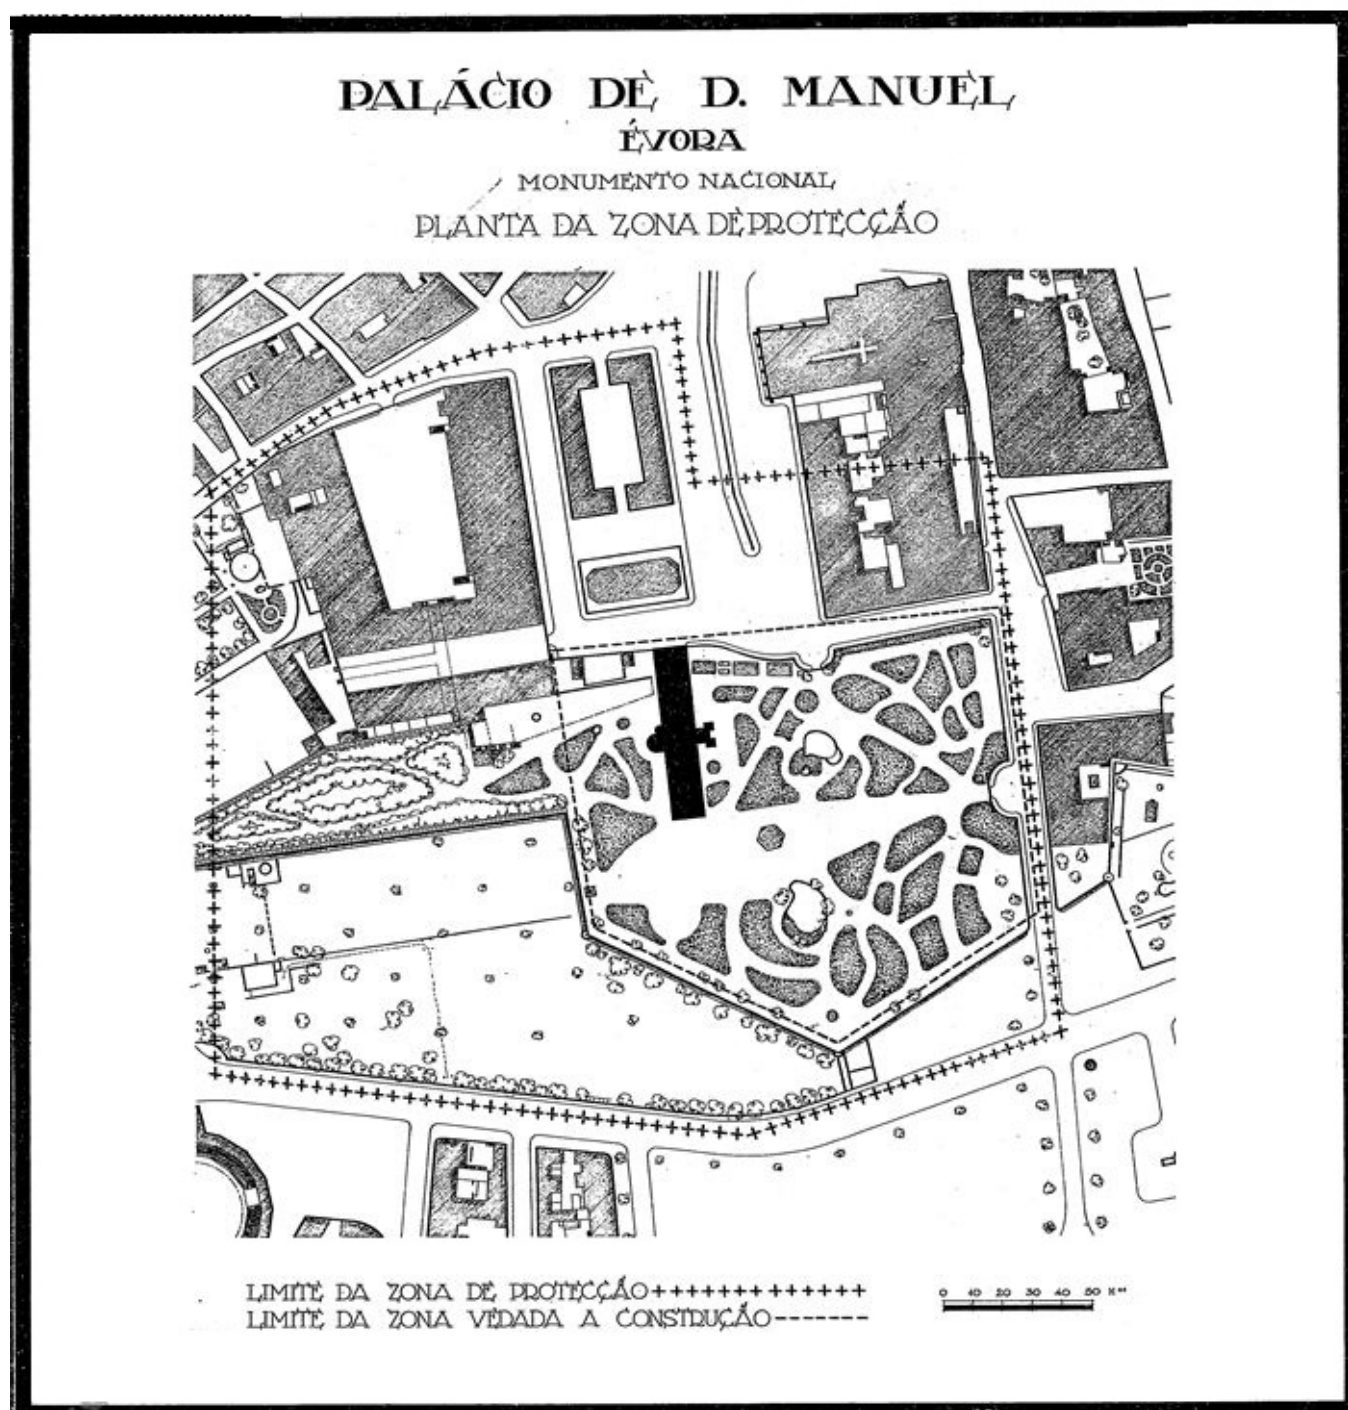 PALÁCIO DE D. MANUEL
ÉVORA
MONUMENTO NACIONAL
PLANTA DA ZONA DE PROTECÇÃO
LIMITE DA ZONA DE PROTECÇÃO
LIMITE DA ZONA VEDADA A CONSTRUÇÃO
0 10 20 30 40 50